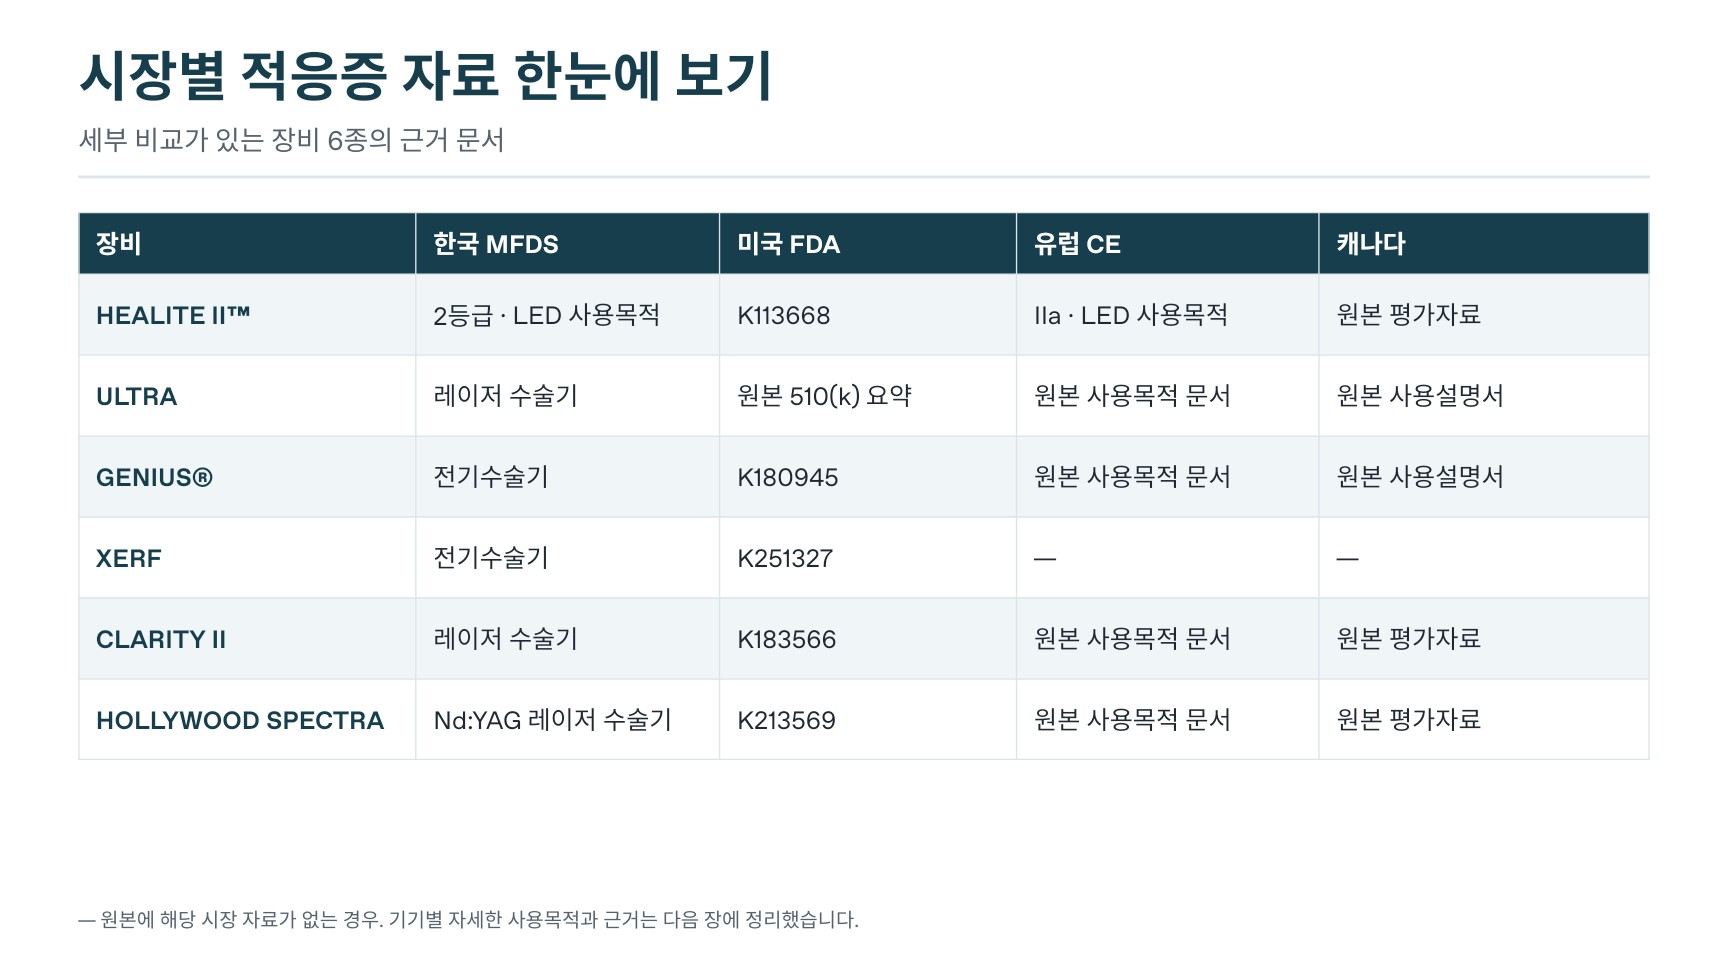 시장별 적응증 자료 한눈에 보기
세부 비교가 있는 장비 6종의 근거 문서
장비 한국 MFDS 미국 FDA 유럽 CE 캐나다
HEALITE II™ 2등급 · LED 사용목적 K113668 IIa · LED 사용목적 원본 평가자료
ULTRA 레이저 수술기 원본 510(k) 요약 원본 사용목적 문서 원본 사용설명서
GENIUS® 전기수술기 K180945 원본 사용목적 문서 원본 사용설명서
XERF 전기수술기 K251327 — —
CLARITY II 레이저 수술기 K183566 원본 사용목적 문서 원본 평가자료
HOLLYWOOD SPECTRA Nd:YAG 레이저 수술기 K213569 원본 사용목적 문서 원본 평가자료
— 원본에 해당 시장 자료가 없는 경우. 기기별 자세한 사용목적과 근거는 다음 장에 정리했습니다.